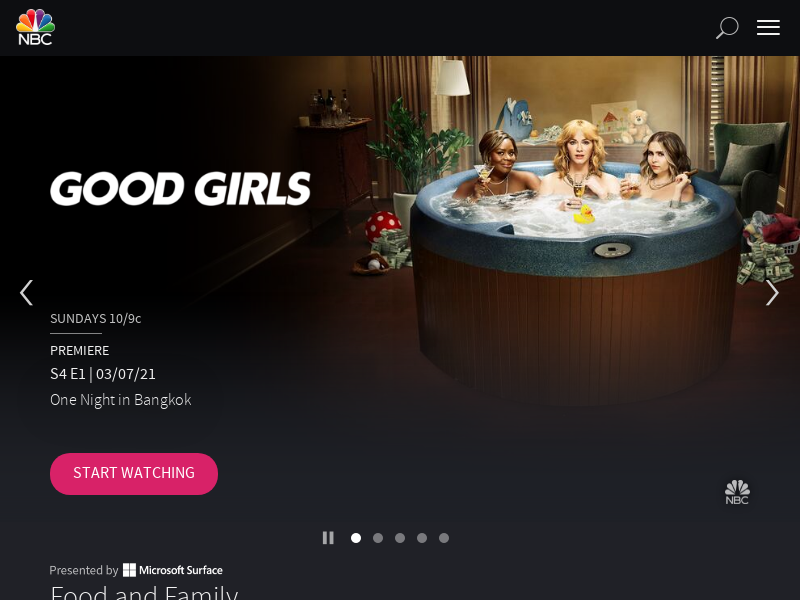 NBC
GOOD GIRLS
SUNDAYS 10/9c
PREMIERE
S4 E1 | 03/07/21
One Night in Bangkok
START WATCHING
NBC
Presented by Microsoft Surface
Food and Family